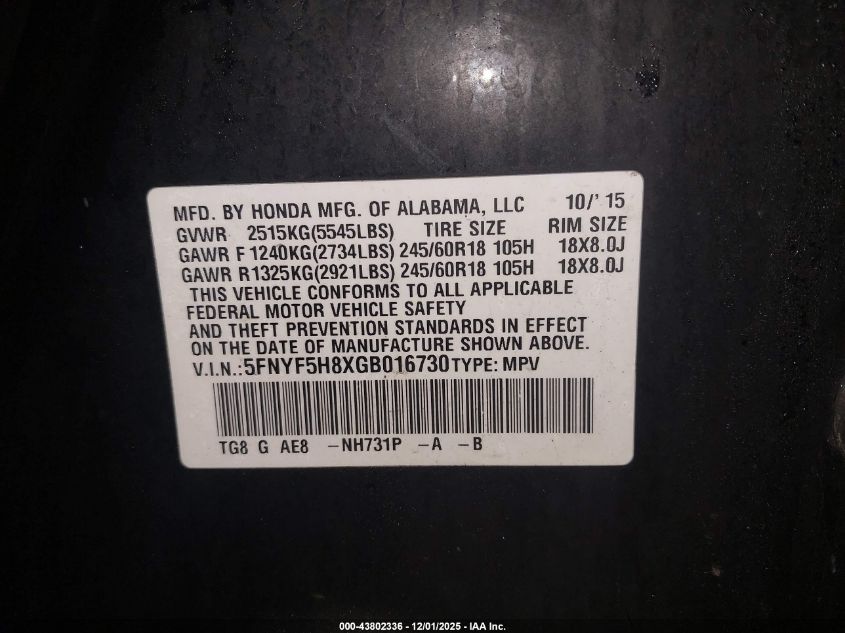 MFD. BY HONDA MFG. OF ALABAMA, LLC 10/'15
GVWR 2515KG(5545LBS) TIRE SIZE RIM SIZE
GAWR F 1240KG(2734LBS) 245/60R18 105H 18X8.0J
GAWR R 1325KG(2921LBS) 245/60R18 105H 18X8.0J
THIS VEHICLE CONFORMS TO ALL APPLICABLE
FEDERAL MOTOR VEHICLE SAFETY
AND THEFT PREVENTION STANDARDS IN EFFECT
ON THE DATE OF MANUFACTURE SHOWN ABOVE.
V.I.N.:5FNYF5H8XGB016730 TYPE: MPV
TG8 G AE8 -NH731P -A -B
000-43802336 - 12/01/2025 - IAA Inc.